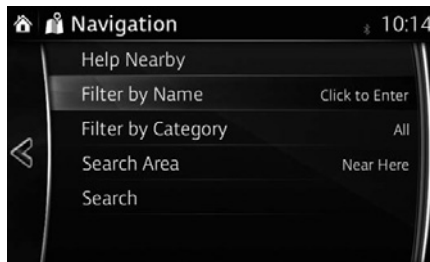 Navigation 10:14
Help Nearby
Filter by Name Click to Enter
Filter by Category All
Search Area Near Here
Search